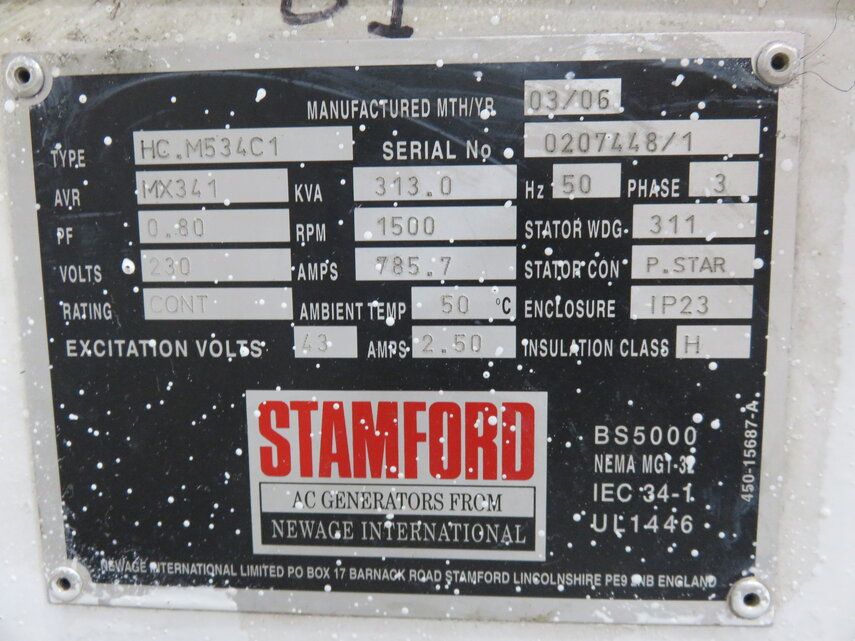 01
MANUFACTURED MTH/YR 03/06
TYPE HC.M534C1 SERIAL No 0207448/1
AVR MX341 KVA 313.0 Hz 50 PHASE 3
PF 0.80 RPM 1500 STATOR WDG. 311
VOLTS 230 AMPS 785.7 STATOR CON P.STAR
RATING CONT AMBIENT TEMP 50 °C ENCLOSURE IP23
EXCITATION VOLTS 43 AMPS 2.50 INSULATION CLASS H
STAMFORD
AC GENERATORS FROM
NEWAGE INTERNATIONAL
BS5000
NEMA MG1-32
IEC 34-1
UL1446
450-15687-A
NEWAGE INTERNATIONAL LIMITED PO BOX 17 BARNACK ROAD STAMFORD LINCOLNSHIRE PE9 2NB ENGLAND